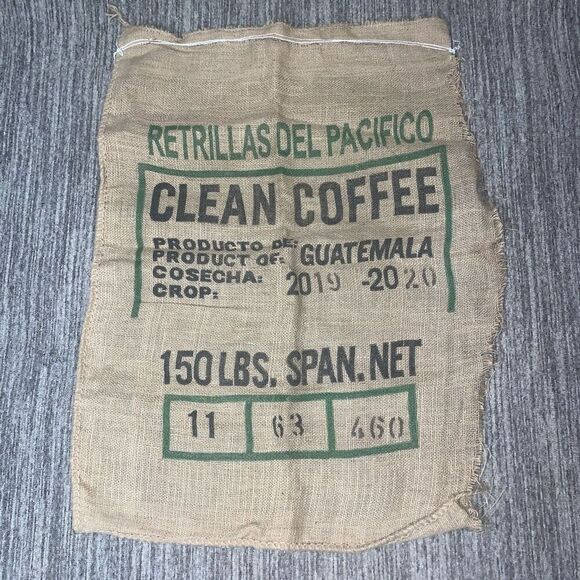 RETRILLAS DEL PACIFICO
CLEAN COFFEE
PRODUCTO DE:
PRODUCT OF: GUATEMALA
COSECHA: 2019 -2020
CROP:
150 LBS. SPAN. NET
11 63 460